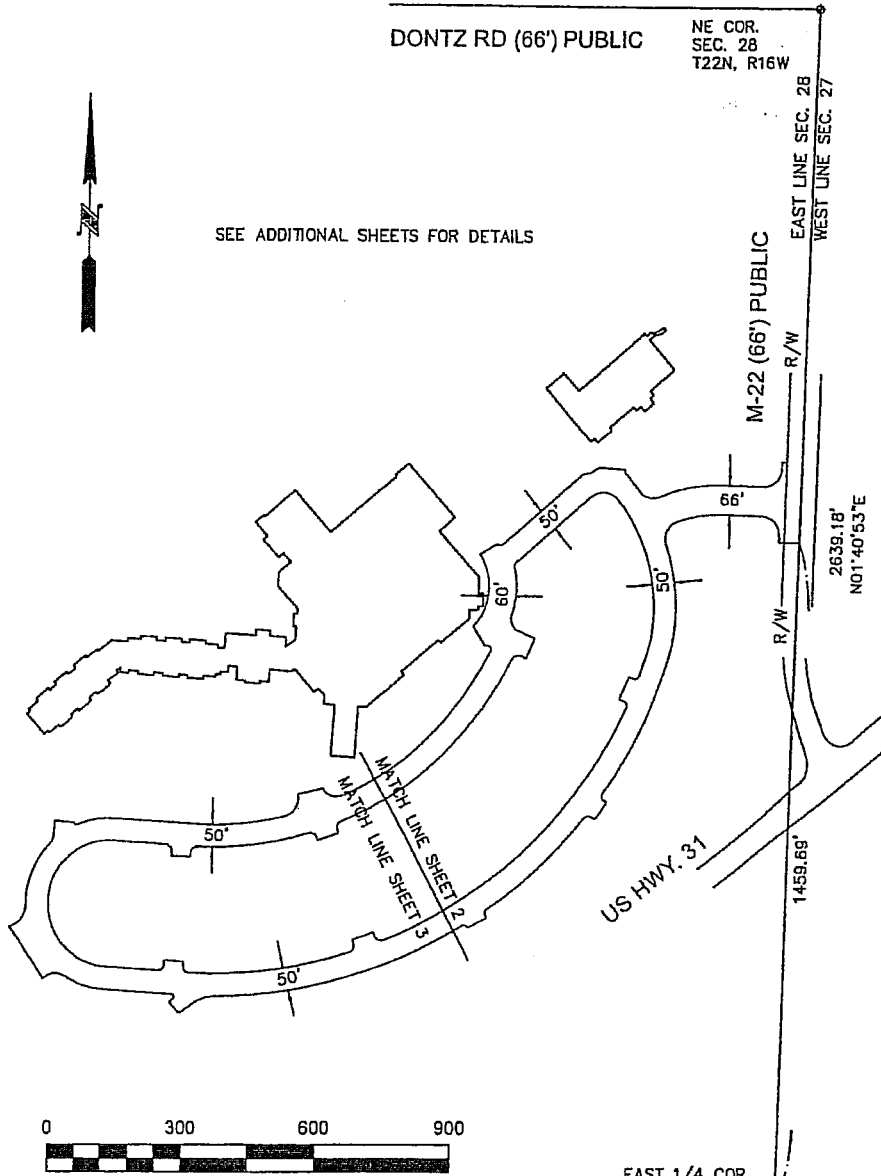 DONTZ RD (66') PUBLIC
NE COR.
SEC. 28
T22N, R16W
EAST LINE SEC. 28
WEST LINE SEC. 27
N
SEE ADDITIONAL SHEETS FOR DETAILS
M-22 (66') PUBLIC
R/W
2639.18'
N01°40'53"E
66'
50'
60'
50'
R/W
MATCH LINE SHEET 2
MATCH LINE SHEET 3
50'
50'
US HWY. 31
1459.69'
0 300 600 900
EAST 1/4 COR